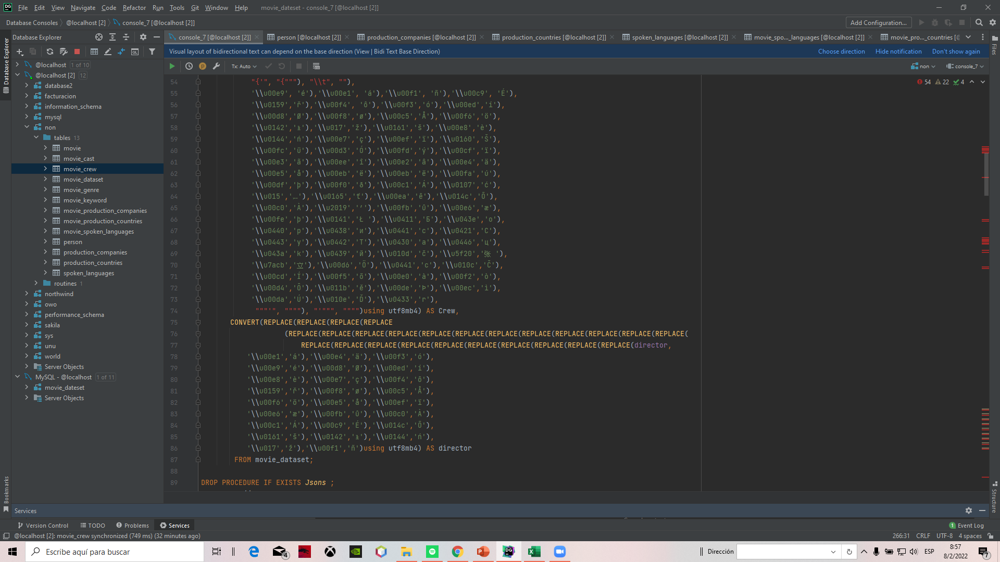 File Edit View Navigate Code Refactor Run Tools Git Window Help movie_dateset - console_7 [@localhost [2]]
Database Consoles @localhost [2] console_7 [@localhost [2]] Add Configuration...
Database Explorer
console_7 [@localhost [2]] person [@localhost [2]] production_companies [@localhost [2]] production_countries [@localhost [2]] spoken_languages [@localhost [2]] movie_spo..._languages [@localhost [2]] movie_pro..._countries [@
Visual layout of bidirectional text can depend on the base direction (View | Bidi Text Base Direction) Choose direction Hide notification Don't show again
Tx: Auto non console_7
54 22 4
@localhost 1 of 10
@localhost [2] 12
database2
facturacion
information_schema
mysql
non
tables 13
movie
movie_cast
movie_crew
movie_dataset
movie_genre
movie_keyword
movie_production_companies
movie_production_countries
movie_spoken_languages
person
production_companies
production_countries
spoken_languages
routines 1
northwind
owo
performance_schema
sakila
sys
unu
world
Server Objects
MySQL - @localhost 1 of 11
movie_dateset
Server Objects
54 "{'", "{"""), "\\t", ""),
55 '\\u00e9', 'é'),'\\u00e1', 'á'),'\\u00f1', 'ñ'),'\\u00c9', 'É'),
56 '\\u0159','ř'),'\\u00f4', 'ô'),'\\u00f3','ó'),'\\u00ed','í'),
57 '\\u00d8','Ø'),'\\u00f8','ø'),'\\u00c5','Å'),'\\u00f6','ö'),
58 '\\u0142','ł'),'\\u017','ž'),'\\u0161','š'),'\\u00e8','è'),
59 '\\u0144','ń'),'\\u00e7','ç'),'\\u00ef','ï'),'\\u0160','Š'),
60 '\\u00fc','ü'),'\\u00d3','Ó'),'\\u00fd','ý'),'\\u00cf','ï'),
61 '\\u00e3','ã'),'\\u00ee','î'),'\\u00e2','â'),'\\u00e4','ä'),
62 '\\u00e5','å'),'\\u00eb','ë'),'\\u00eb','ë'),'\\u00fa','ú'),
63 '\\u00df','þ'),'\\u00f0','ð'),'\\u00c1','Á'),'\\u0107','ć'),
64 '\\u015',' '),'\\u0165','ť'),'\\u00ea','ê'),'\\u014c','Ō'),
65 '\\u00c0','À'),'\\u2019','′'),'\\u00fb','û'),'\\u00e6','æ'),
66 '\\u00fe','þ'),'\\u0141','Ł '),'\\u0411','Б'),'\\u043e','о'),
67 '\\u0440','р'),'\\u0438','и'),'\\u0441','с'),'\\u0421','С'),
68 '\\u0443','у'),'\\u0442','Т'),'\\u0430','а'),'\\u0446','ц'),
69 '\\u043a','к'),'\\u0439','й'),'\\u010d','č'),'\\u5f20','张 '),
70 '\\u7acb','立'),'\\u00d6','Ö'),'\\u0441','с'),'\\u010c','Č'),
71 '\\u00cd','Í'),'\\u00f5','õ'),'\\u00e0','à'),'\\u00f2','ò'),
72 '\\u00d4','Ô'),'\\u011b','ě'),'\\u00de','Þ'),'\\u00ec','ì'),
73 '\\u00da','Ú'),'\\u010e','Ď'),'\\u0433','г'),
74 """'", """"), "'""", """")using utf8mb4) AS Crew,
75 CONVERT(REPLACE(REPLACE(REPLACE(REPLACE
76 (REPLACE(REPLACE(REPLACE(REPLACE(REPLACE(REPLACE(REPLACE(REPLACE(REPLACE(REPLACE(REPLACE(REPLACE(
77 REPLACE(REPLACE(REPLACE(REPLACE(REPLACE(REPLACE(REPLACE(REPLACE(REPLACE(REPLACE(director,
78 '\\u00e1','á'),'\\u00e4','ä'),'\\u00f3','ó'),
79 '\\u00e9','é'),'\\u00d8','Ø'),'\\u00ed','í'),
80 '\\u00e8','è'),'\\u00e7','ç'),'\\u00f4','ô'),
81 '\\u0159','ř'),'\\u00f8','ø'),'\\u00c5','Å'),
82 '\\u00f6','ö'),'\\u00e5','å'),'\\u00ef','ï'),
83 '\\u00e6','æ'),'\\u00fb','û'),'\\u00c0','À'),
84 '\\u00c1','Á'),'\\u00c9','É'),'\\u014c','Ō'),
85 '\\u0161','š'),'\\u0142','ł'),'\\u0144','ń'),
86 '\\u017','ž'),'\\u00f1','ñ')using utf8mb4) AS director
87 FROM movie_dataset;
88
89 DROP PROCEDURE IF EXISTS Jsons ;
Database Explorer
Bookmarks
Files
Structure
Services
Version Control TODO Problems Services 1 Event Log
@localhost [2]: movie_crew synchronized (749 ms) (32 minutes ago) 266:31 CRLF UTF-8 4 spaces
Escribe aquí para buscar 4 Dirección ESP 8:57
8/2/2022 7